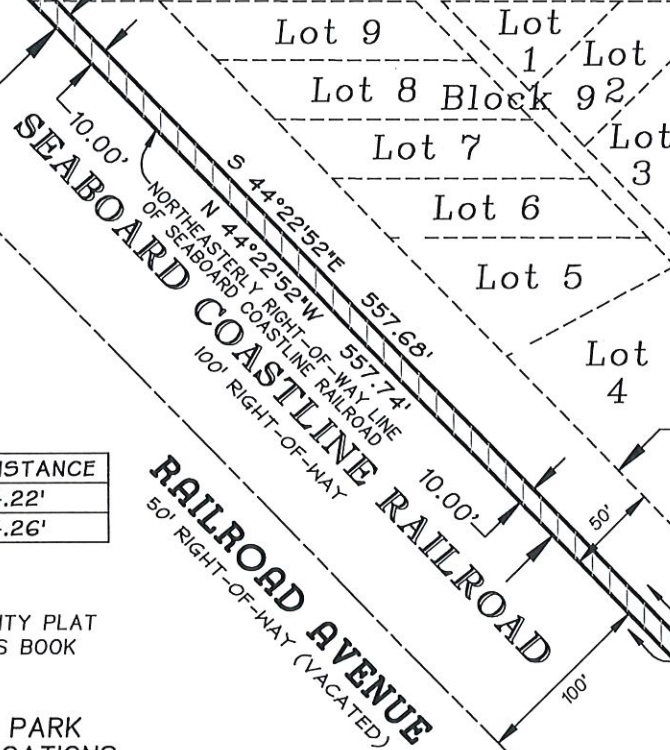 Lot 9
Lot
1
Lot
2
Lot 8
Block 9
Lot 7
Lot
3
Lot 6
Lot 5
Lot
4
10.00'
S 44°22'52"E
557.68'
N 44°22'52"W
557.74'
NORTHEASTERLY RIGHT-OF-WAY LINE
OF SEABOARD COASTLINE RAILROAD
SEABOARD COASTLINE RAILROAD
100' RIGHT-OF-WAY
10.00'
50'
100'
RAILROAD AVENUE
50' RIGHT-OF-WAY (VACATED)
ISTANCE
.22'
.26'
ITY PLAT
S BOOK
PARK